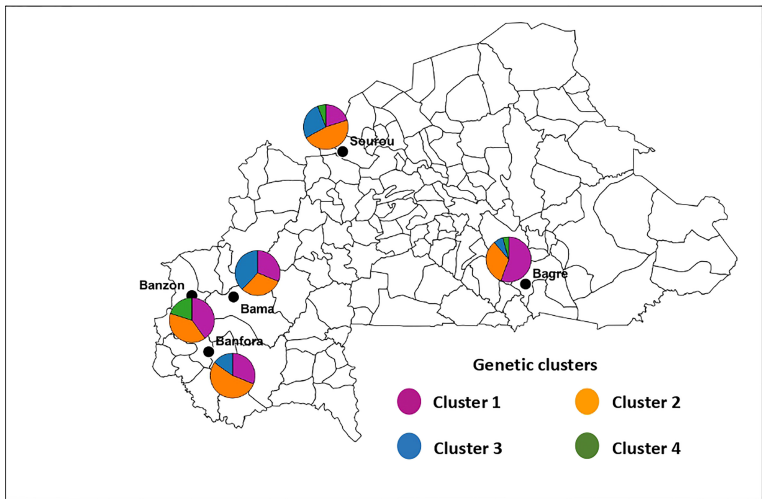 Sourou
Bagre
Banzon
Bama
Banfora
Genetic clusters
Cluster 1
Cluster 2
Cluster 3
Cluster 4